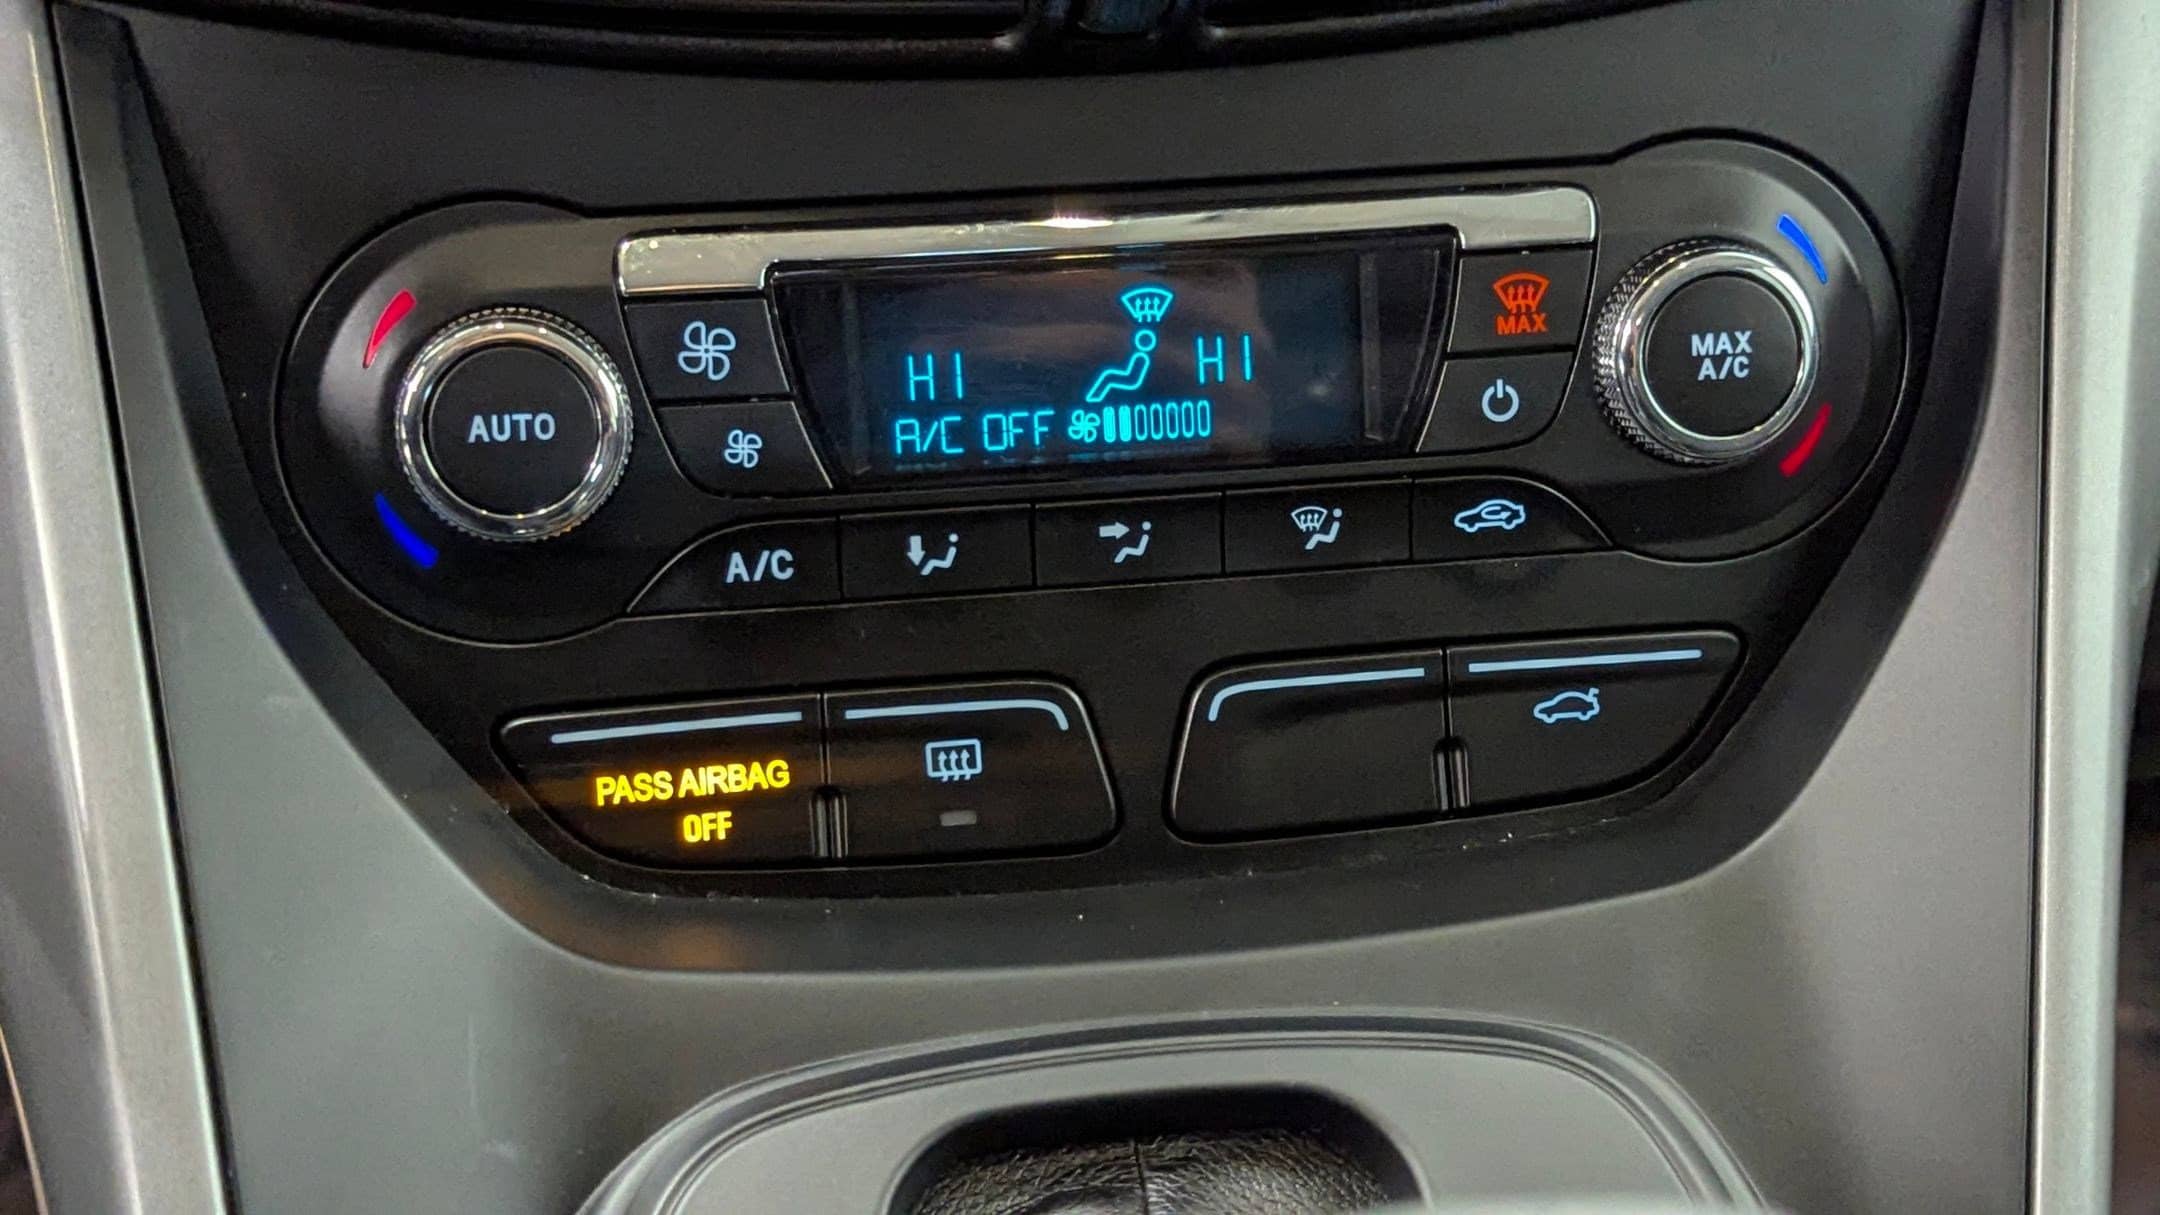 AUTO
HI HI
A/C OFF
MAX
MAX
A/C
A/C
PASS AIRBAG
OFF